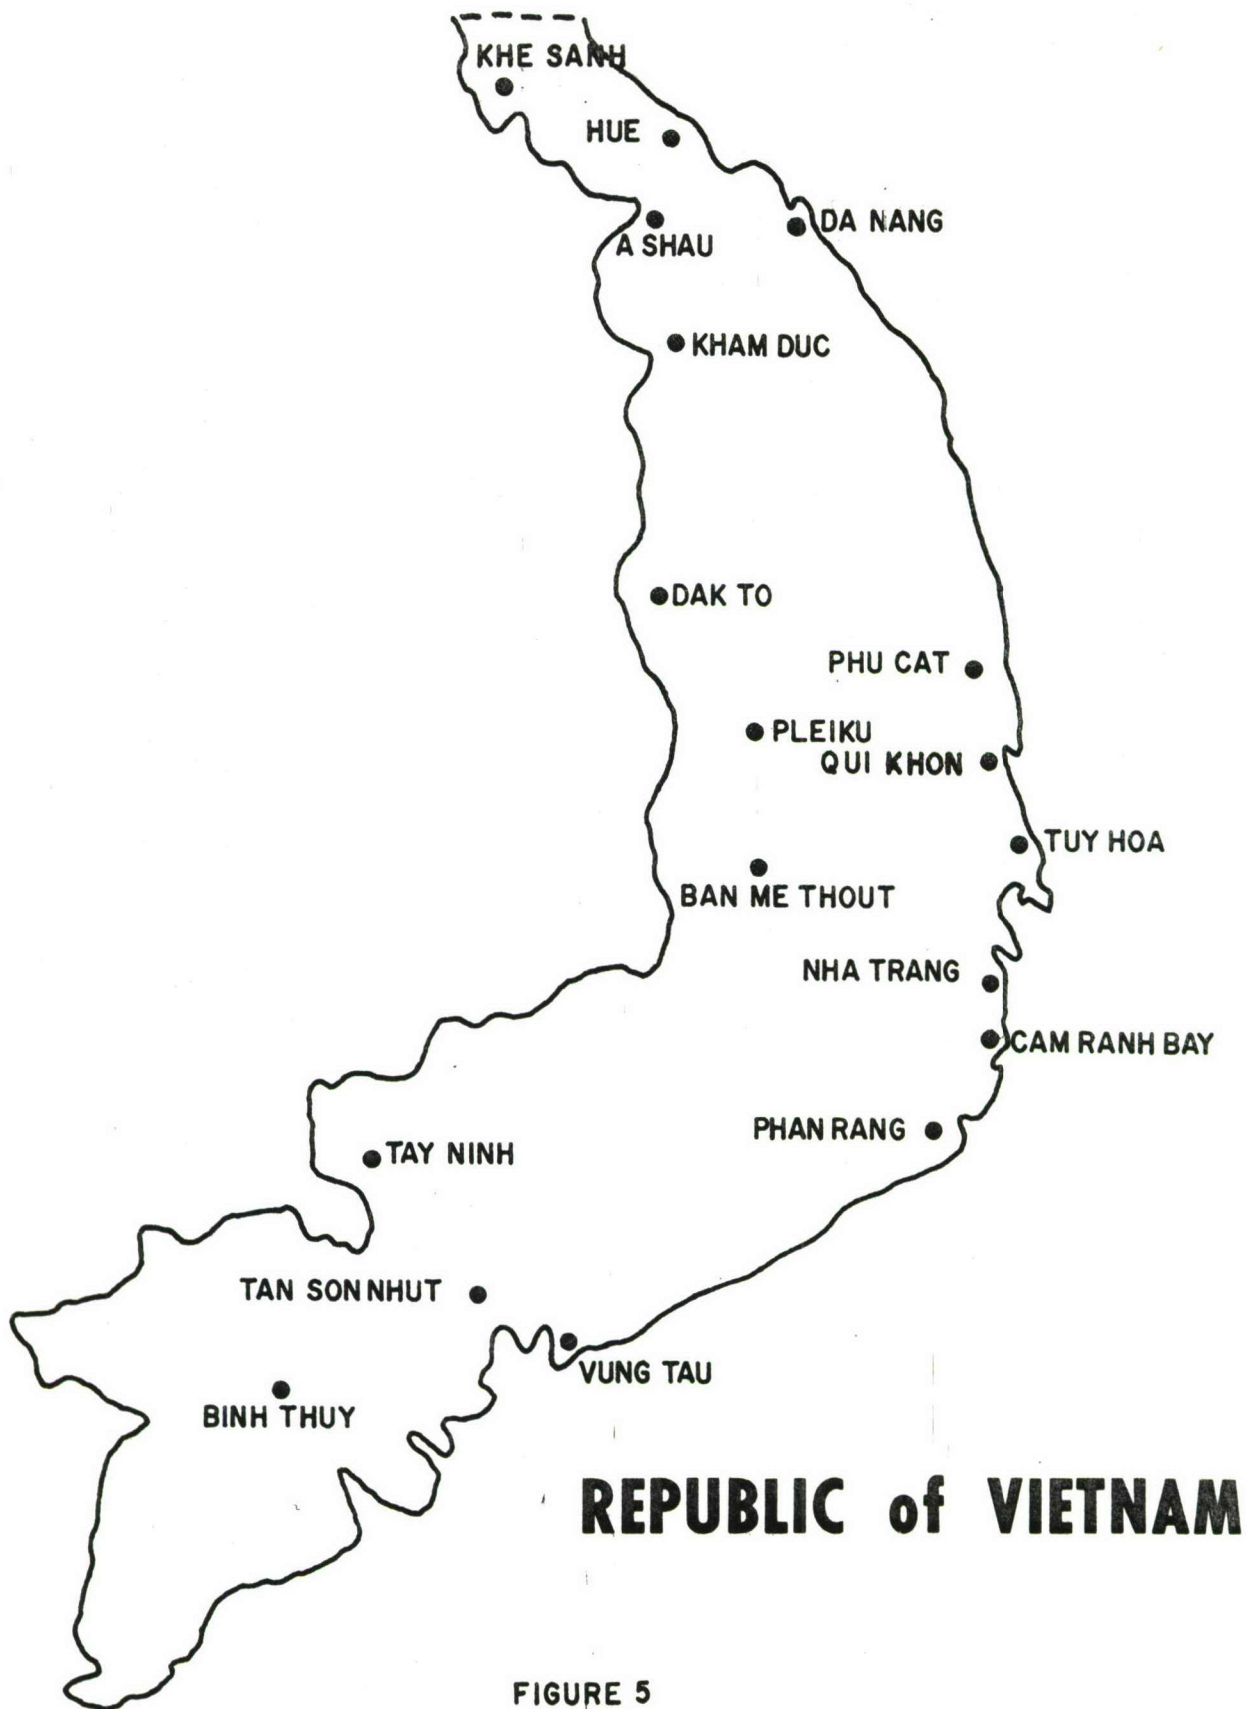 KHE SANH
HUE
DA NANG
A SHAU
KHAM DUC
DAK TO
PHU CAT
PLEIKU
QUI KHON
TUY HOA
BAN ME THOUT
NHA TRANG
CAM RANH BAY
PHAN RANG
TAY NINH
TAN SON NHUT
VUNG TAU
BINH THUY
REPUBLIC of VIETNAM
FIGURE 5